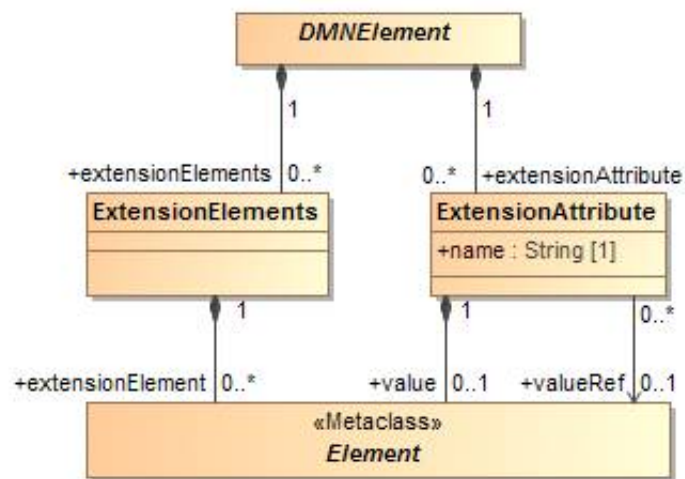 DMNElement
1
1
+extensionElements
0..*
0..*
+extensionAttribute
ExtensionElements
ExtensionAttribute
+name : String [1]
1
1
0..*
+extensionElement
0..*
+value
0..1
+valueRef
0..1
«Metaclass»
Element